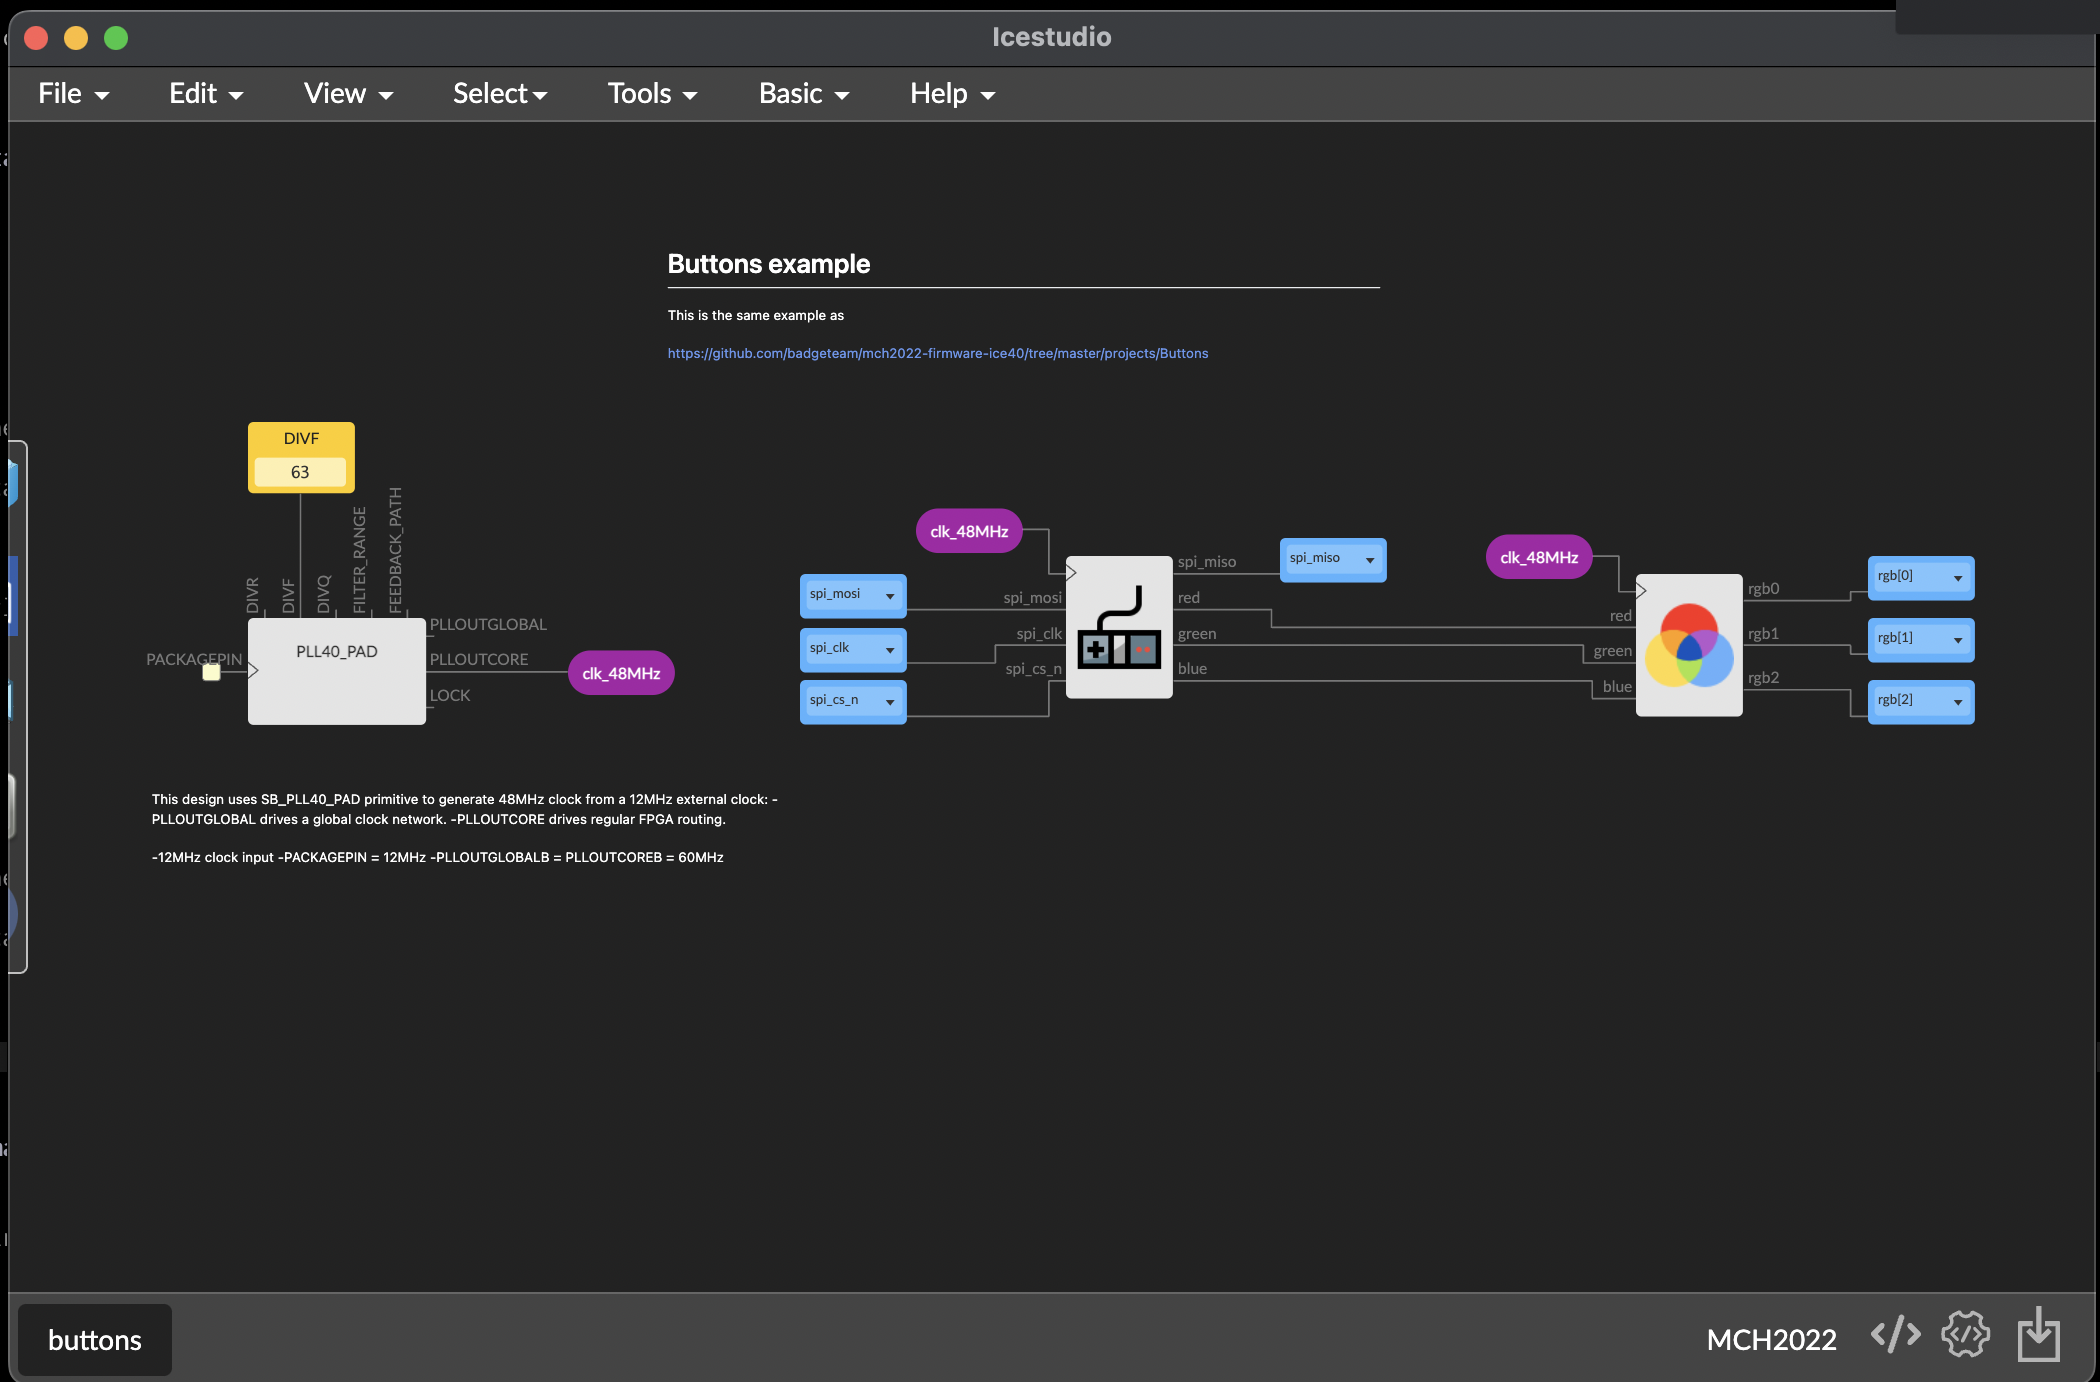 Icestudio
File Edit View Select Tools Basic Help
Buttons example
This is the same example as
https://github.com/badgeteam/mch2022-firmware-ice40/tree/master/projects/Buttons
DIVF
63
DIVR
DIVF
DIVQ
FILTER_RANGE
FEEDBACK_PATH
PACKAGEPIN
PLL40_PAD
PLLOUTGLOBAL
PLLOUTCORE
LOCK
clk_48MHz
clk_48MHz
spi_mosi
spi_clk
spi_cs_n
spi_mosi
spi_clk
spi_cs_n
spi_miso
red
green
blue
spi_miso
clk_48MHz
red
green
blue
rgb0
rgb1
rgb2
rgb[0]
rgb[1]
rgb[2]
This design uses SB_PLL40_PAD primitive to generate 48MHz clock from a 12MHz external clock: -
PLLOUTGLOBAL drives a global clock network. -PLLOUTCORE drives regular FPGA routing.
-12MHz clock input -PACKAGEPIN = 12MHz -PLLOUTGLOBALB = PLLOUTCOREB = 60MHz
buttons
MCH2022